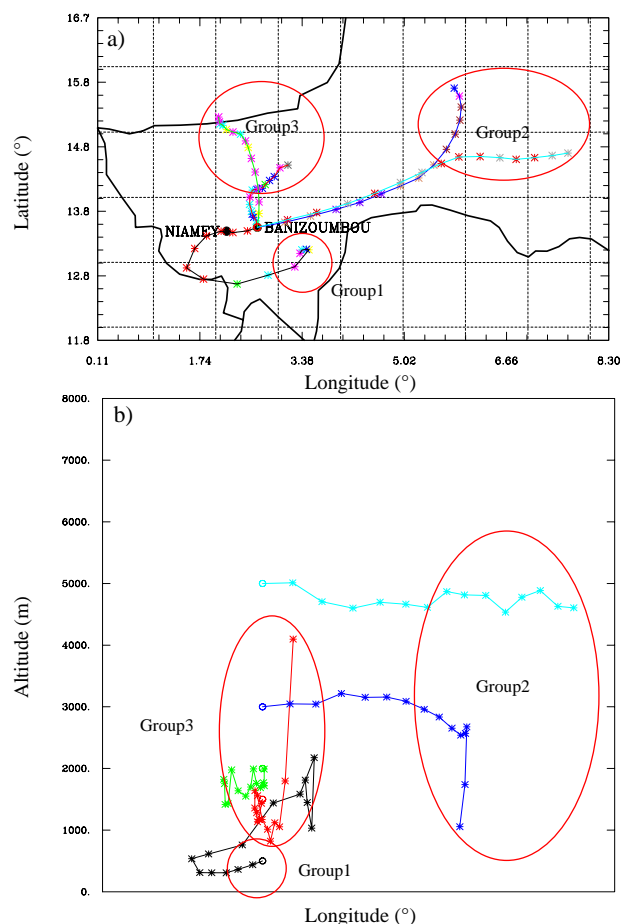 16.7
a)
15.8
Group3
Group2
14.8
13.8
NIAMEY
BANIZOUMBOU
12.8
Group1
11.8
0.11
1.74
3.38
5.02
6.66
8.30
Latitude (°)
Longitude (°)
8000.
b)
7000.
6000.
5000.
4000.
3000.
2000.
1000.
0.
Group2
Group3
Group1
Altitude (m)
Longitude (°)